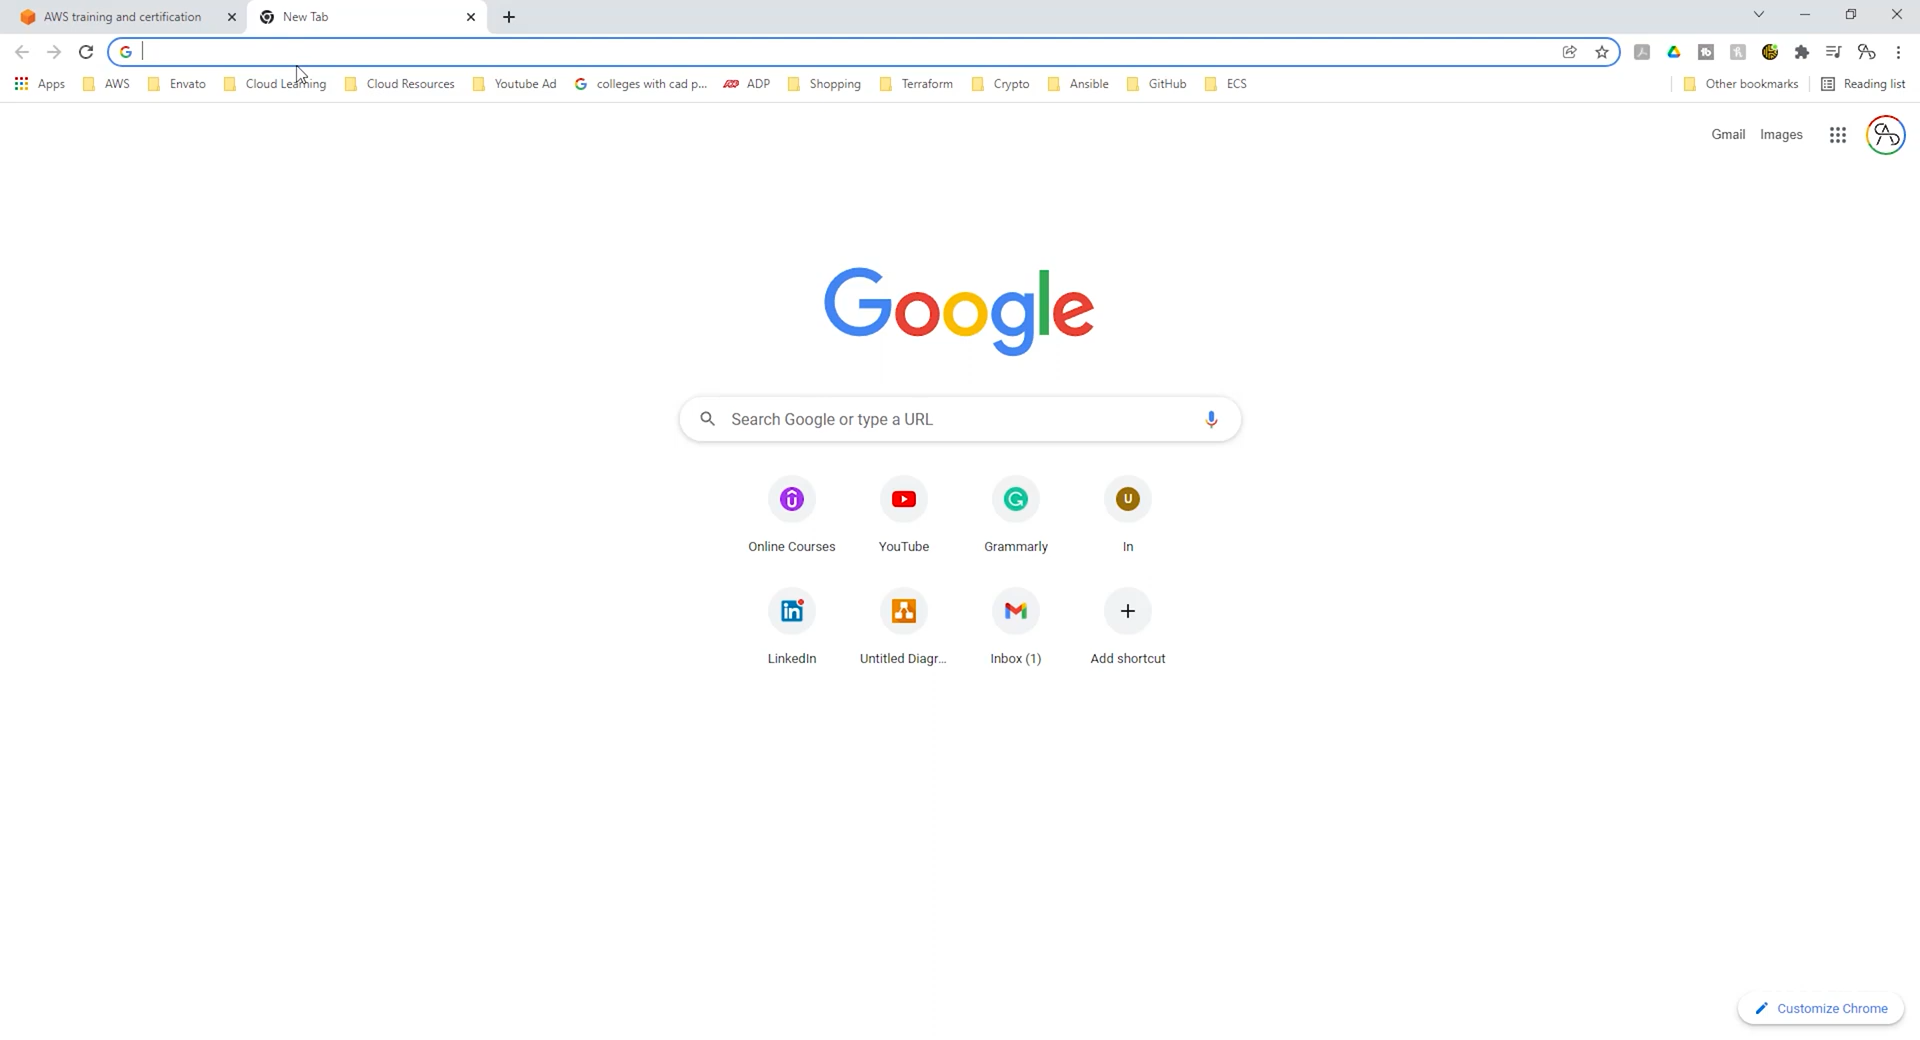 AWS training and certification
New Tab
Apps AWS Envato Cloud Learning Cloud Resources Youtube Ad colleges with cad p... ADP Shopping Terraform Crypto Ansible GitHub ECS Other bookmarks Reading list
Gmail Images
Google
Search Google or type a URL
U
Online Courses YouTube Grammarly In
LinkedIn Untitled Diagr... Inbox (1) Add shortcut
Customize Chrome